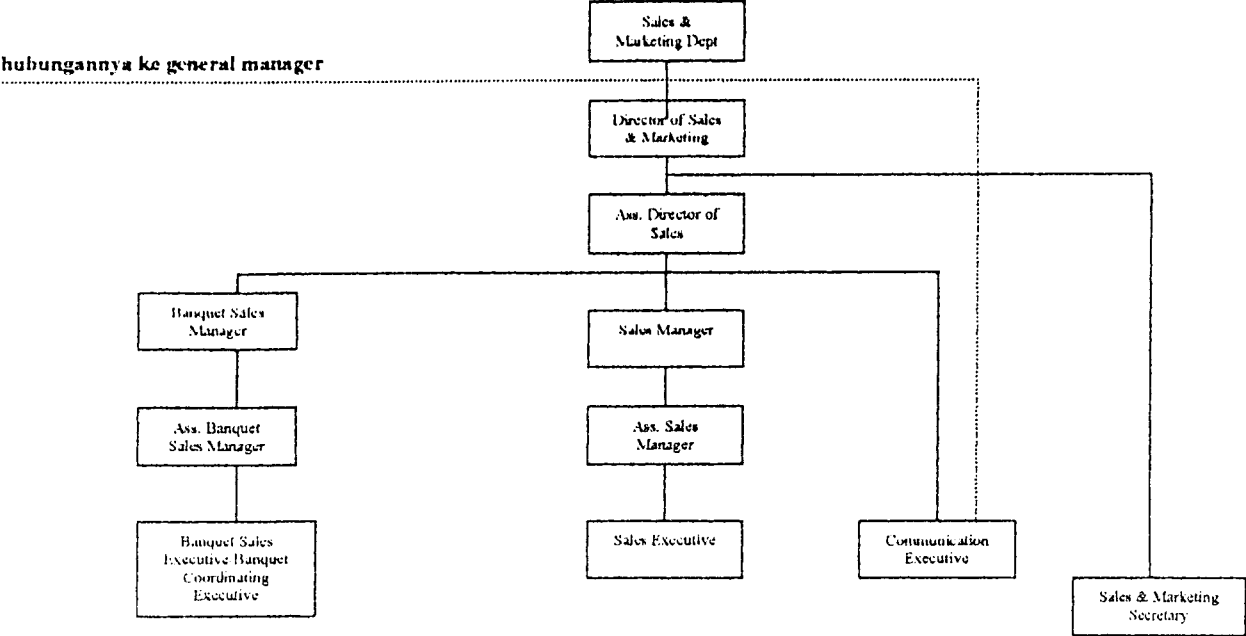 Sales &
Marketing Dept
hubungannya ke general manager
Director of Sales
& Marketing
Ass. Director of
Sales
Banquet Sales
Manager
Sales Manager
Ass. Banquet
Sales Manager
Ass. Sales
Manager
Banquet Sales
Executive Banquet
Coordinating
Executive
Sales Executive
Communication
Executive
Sales & Marketing
Secretary